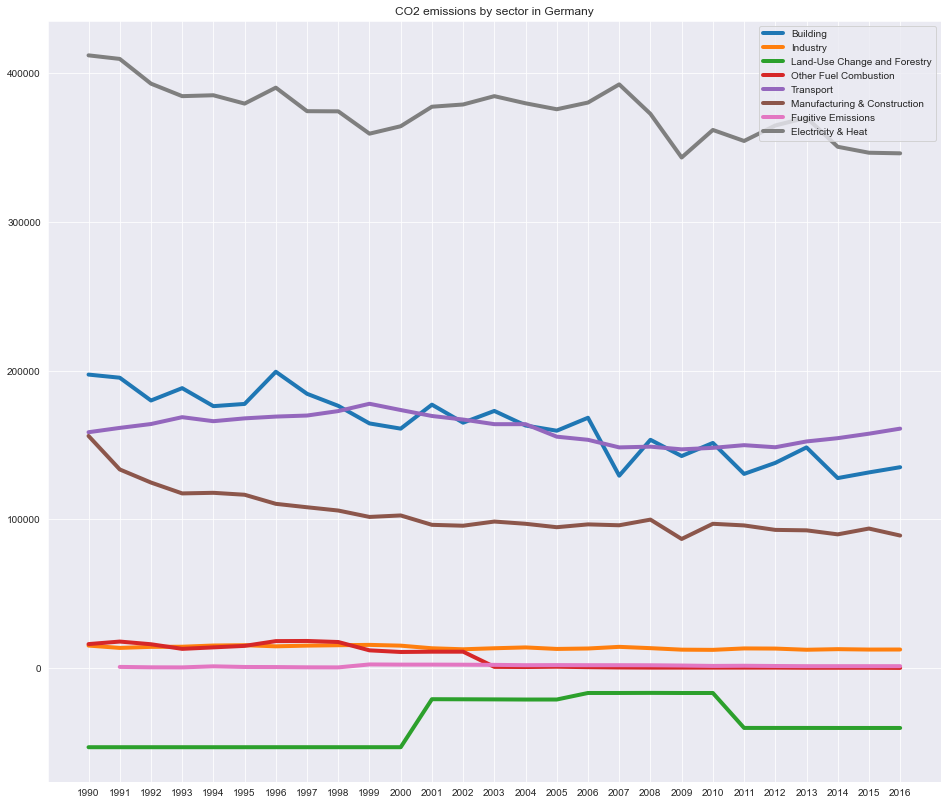 CO2 emissions by sector in Germany
Building
Industry
Land-Use Change and Forestry
Other Fuel Combustion
Transport
Manufacturing & Construction
Fugitive Emissions
Electricity & Heat
400000
300000
200000
100000
0
1990 1991 1992 1993 1994 1995 1996 1997 1998 1999 2000 2001 2002 2003 2004 2005 2006 2007 2008 2009 2010 2011 2012 2013 2014 2015 2016